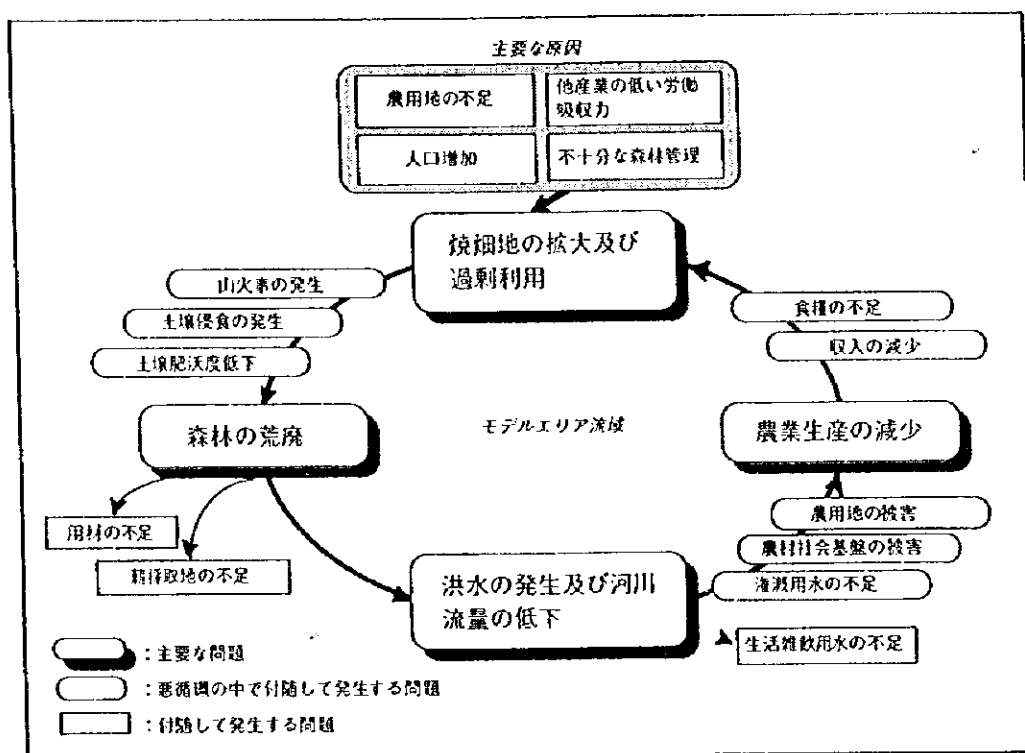 主要な原因
農用地の不足
他産業の低い労働
吸収力
人口増加
不十分な森林管理
焼畑地の拡大及び
過剰利用
山火事の発生
土壌侵食の発生
土壌肥沃度低下
食糧の不足
収入の減少
森林の荒廃
モデルエリア流域
農業生産の減少
用材の不足
採取地の不足
農用地の被害
農村社会基盤の被害
灌漑用水の不足
洪水の発生及び河川
流量の低下
生活雑飲用水の不足
:主要な問題
:悪循環の中で付随して発生する問題
:付随して発生する問題